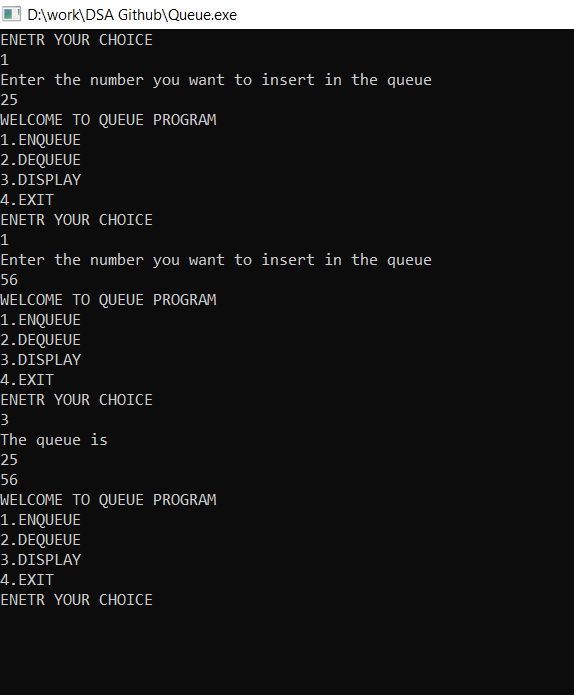 D:\work\DSA Github\Queue.exe
ENETR YOUR CHOICE
1
Enter the number you want to insert in the queue
25
WELCOME TO QUEUE PROGRAM
1.ENQUEUE
2.DEQUEUE
3.DISPLAY
4.EXIT
ENETR YOUR CHOICE
1
Enter the number you want to insert in the queue
56
WELCOME TO QUEUE PROGRAM
1.ENQUEUE
2.DEQUEUE
3.DISPLAY
4.EXIT
ENETR YOUR CHOICE
3
The queue is
25
56
WELCOME TO QUEUE PROGRAM
1.ENQUEUE
2.DEQUEUE
3.DISPLAY
4.EXIT
ENETR YOUR CHOICE